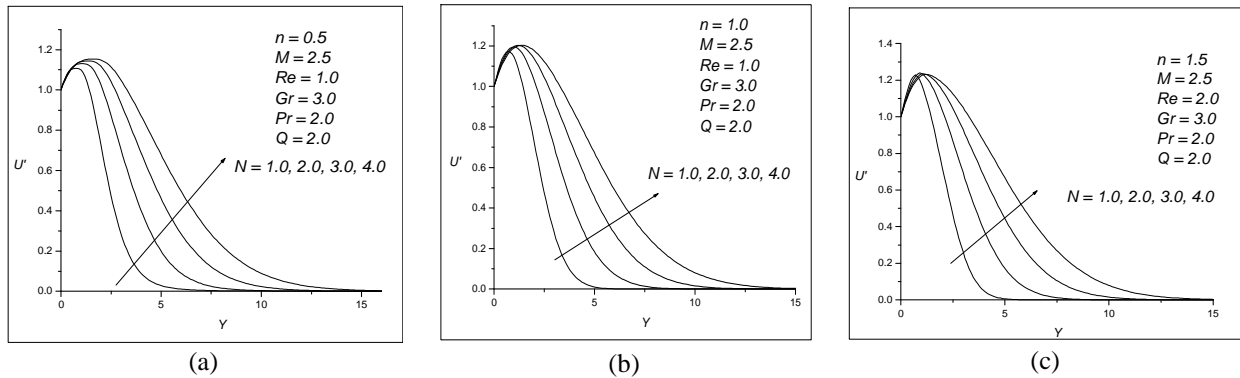 n = 0.5
M = 2.5
Re = 1.0
Gr = 3.0
Pr = 2.0
Q = 2.0
N = 1.0, 2.0, 3.0, 4.0
1.2
1.0
0.8
0.6
0.4
0.2
0.0
U'
0 5 10 15
Y
(a)
n = 1.0
M = 2.5
Re = 1.0
Gr = 3.0
Pr = 2.0
Q = 2.0
N = 1.0, 2.0, 3.0, 4.0
1.2
1.0
0.8
0.6
0.4
0.2
0.0
U'
0 5 10 15
Y
(b)
n = 1.5
M = 2.5
Re = 2.0
Gr = 3.0
Pr = 2.0
Q = 2.0
N = 1.0, 2.0, 3.0, 4.0
1.4
1.2
1.0
0.8
0.6
0.4
0.2
0.0
U'
0 5 10 15
Y
(c)